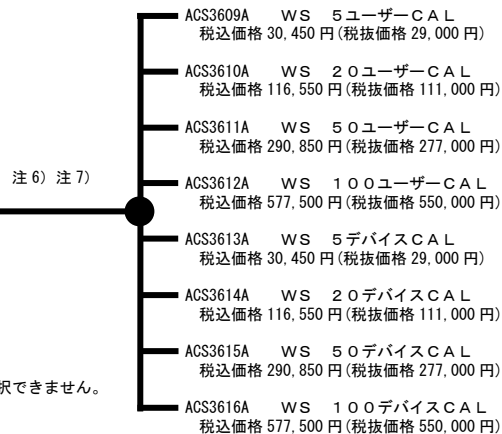 ACS3609A　ＷＳ　５ユーザーＣＡＬ
税込価格 30,450 円(税抜価格 29,000 円)
ACS3610A　ＷＳ　２０ユーザーＣＡＬ
税込価格 116,550 円(税抜価格 111,000 円)
ACS3611A　ＷＳ　５０ユーザーＣＡＬ
税込価格 290,850 円(税抜価格 277,000 円)
注 6) 注 7)
ACS3612A　ＷＳ　１００ユーザーＣＡＬ
税込価格 577,500 円(税抜価格 550,000 円)
ACS3613A　ＷＳ　５デバイスＣＡＬ
税込価格 30,450 円(税抜価格 29,000 円)
ACS3614A　ＷＳ　２０デバイスＣＡＬ
税込価格 116,550 円(税抜価格 111,000 円)
ACS3615A　ＷＳ　５０デバイスＣＡＬ
税込価格 290,850 円(税抜価格 277,000 円)
択できません。
ACS3616A　ＷＳ　１００デバイスＣＡＬ
税込価格 577,500 円(税抜価格 550,000 円)